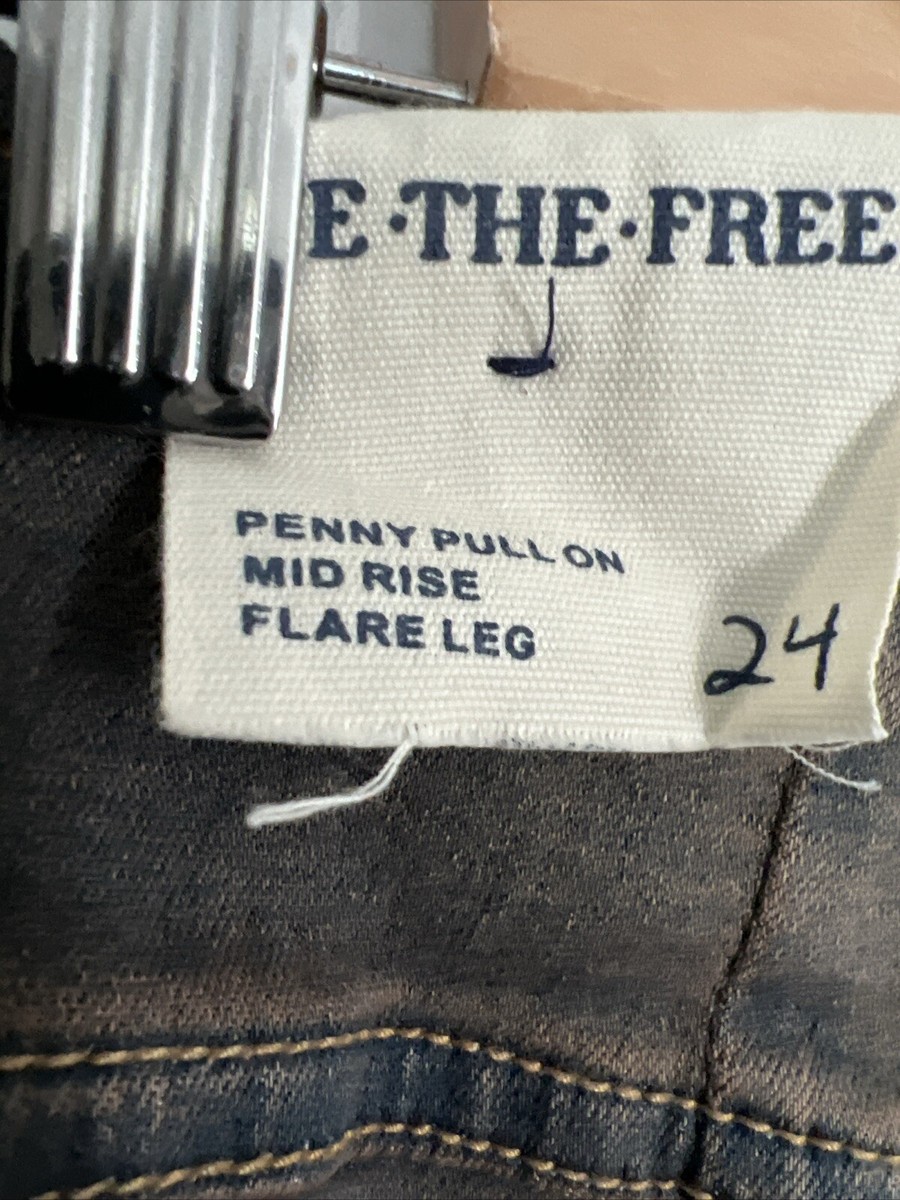 E·THE·FREE
PENNY PULL ON
MID RISE
FLARE LEG
24